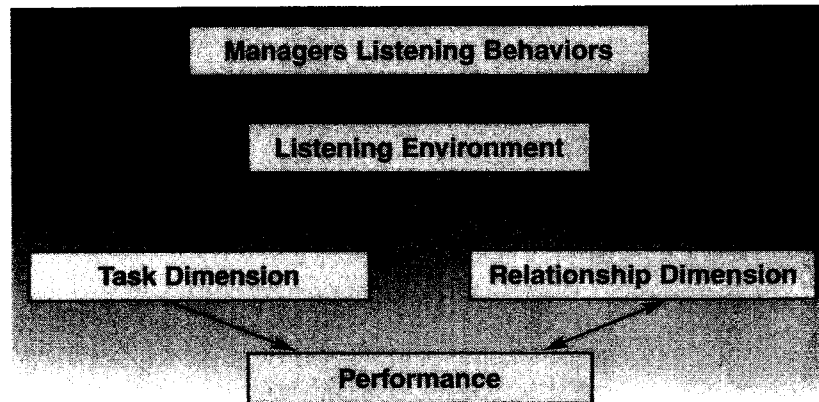 Managers Listening Behaviors
Listening Environment
Task Dimension
Relationship Dimension
Performance